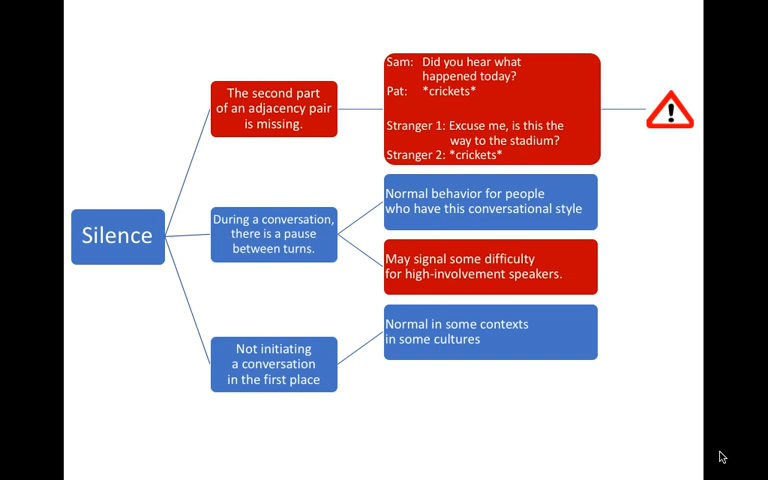 Silence
The second part
of an adjacency pair
is missing.
Sam: Did you hear what
happened today?
Pat: *crickets*
Stranger 1: Excuse me, is this the
way to the stadium?
Stranger 2: *crickets*
!
During a conversation,
there is a pause
between turns.
Normal behavior for people
who have this conversational style
May signal some difficulty
for high-involvement speakers.
Not initiating
a conversation
in the first place
Normal in some contexts
in some cultures